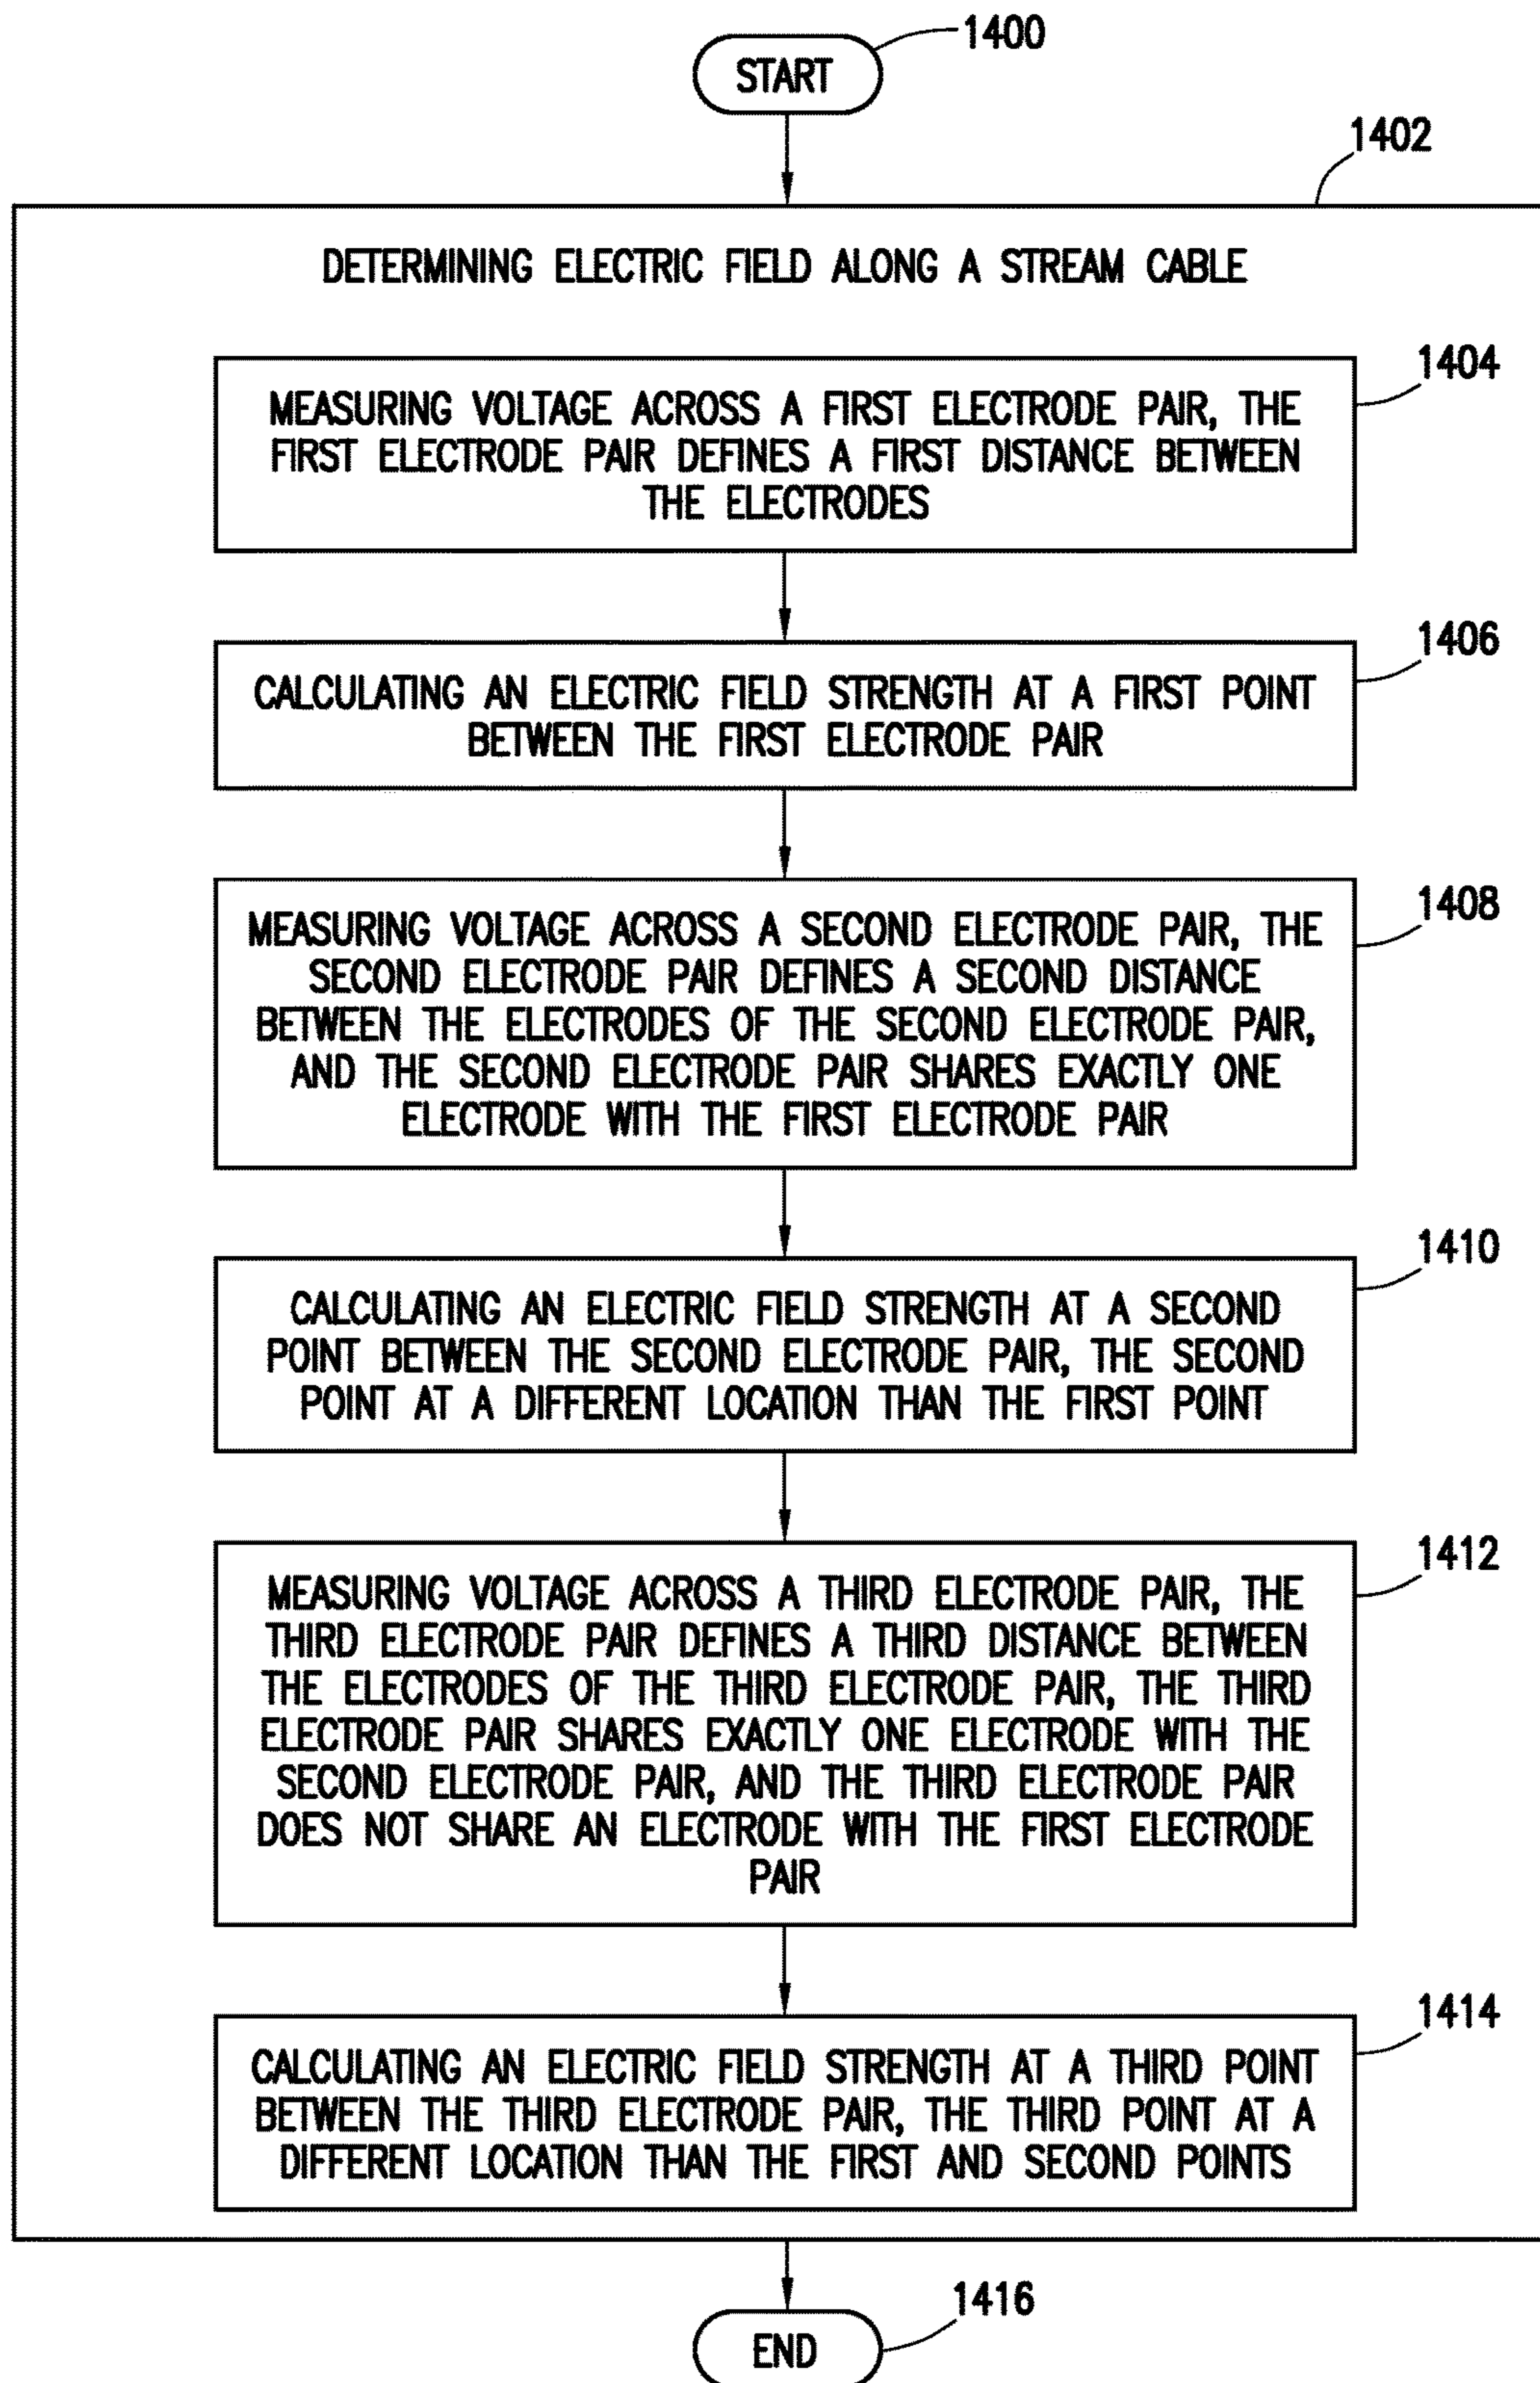 1400
START
1402
DETERMINING ELECTRIC FIELD ALONG A STREAM CABLE
1404
MEASURING VOLTAGE ACROSS A FIRST ELECTRODE PAIR, THE
FIRST ELECTRODE PAIR DEFINES A FIRST DISTANCE BETWEEN
THE ELECTRODES
1406
CALCULATING AN ELECTRIC FIELD STRENGTH AT A FIRST POINT
BETWEEN THE FIRST ELECTRODE PAIR
1408
MEASURING VOLTAGE ACROSS A SECOND ELECTRODE PAIR, THE
SECOND ELECTRODE PAIR DEFINES A SECOND DISTANCE
BETWEEN THE ELECTRODES OF THE SECOND ELECTRODE PAIR,
AND THE SECOND ELECTRODE PAIR SHARES EXACTLY ONE
ELECTRODE WITH THE FIRST ELECTRODE PAIR
1410
CALCULATING AN ELECTRIC FIELD STRENGTH AT A SECOND
POINT BETWEEN THE SECOND ELECTRODE PAIR, THE SECOND
POINT AT A DIFFERENT LOCATION THAN THE FIRST POINT
1412
MEASURING VOLTAGE ACROSS A THIRD ELECTRODE PAIR, THE
THIRD ELECTRODE PAIR DEFINES A THIRD DISTANCE BETWEEN
THE ELECTRODES OF THE THIRD ELECTRODE PAIR, THE THIRD
ELECTRODE PAIR SHARES EXACTLY ONE ELECTRODE WITH THE
SECOND ELECTRODE PAIR, AND THE THIRD ELECTRODE PAIR
DOES NOT SHARE AN ELECTRODE WITH THE FIRST ELECTRODE
PAIR
1414
CALCULATING AN ELECTRIC FIELD STRENGTH AT A THIRD POINT
BETWEEN THE THIRD ELECTRODE PAIR, THE THIRD POINT AT A
DIFFERENT LOCATION THAN THE FIRST AND SECOND POINTS
1416
END